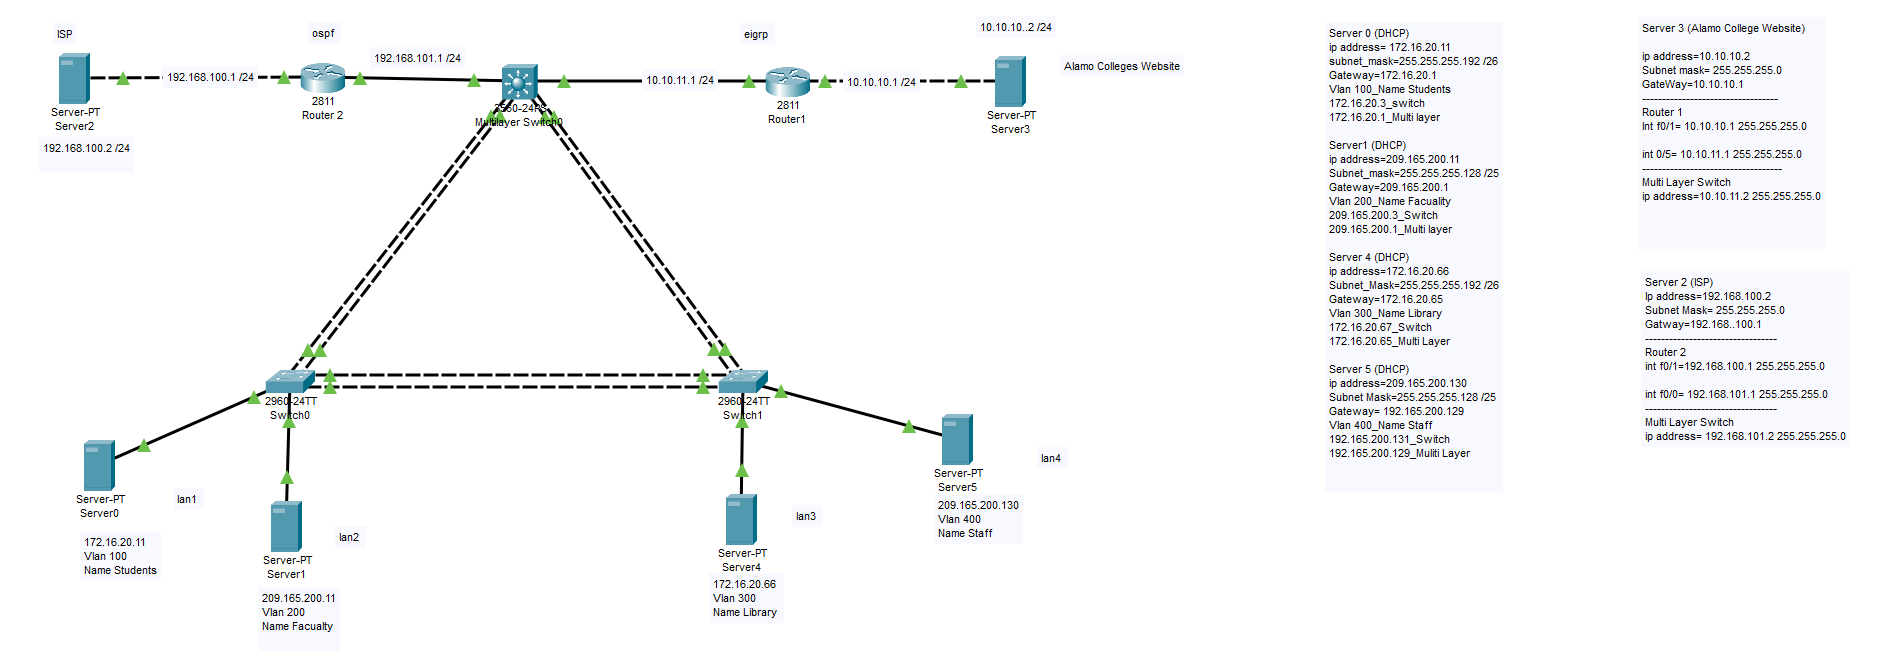 ISP
Server-PT
Server2
192.168.100.2 /24
192.168.100.1 /24
ospf
2811
Router 2
192.168.101.1 /24
3560-24PS
Multilayer Switch0
10.10.11.1 /24
eigrp
2811
Router1
10.10.10.1 /24
10.10.10..2 /24
Server-PT
Server3
Alamo Colleges Website
2960-24TT
Switch0
2960-24TT
Switch1
Server-PT
Server0
lan1
172.16.20.11
Vlan 100
Name Students
Server-PT
Server1
lan2
209.165.200.11
Vlan 200
Name Facualty
Server-PT
Server4
lan3
172.16.20.66
Vlan 300
Name Library
Server-PT
Server5
lan4
209.165.200.130
Vlan 400
Name Staff
Server 0 (DHCP)
ip address= 172.16.20.11
subnet_mask=255.255.255.192 /26
Gateway=172.16.20.1
Vlan 100_Name Students
172.16.20.3_switch
172.16.20.1_Multi layer
Server1 (DHCP)
ip address=209.165.200.11
Subnet_mask=255.255.255.128 /25
Gateway=209.165.200.1
Vlan 200_Name Facuality
209.165.200.3_Switch
209.165.200.1_Multi layer
Server 4 (DHCP)
ip address=172.16.20.66
Subnet_Mask=255.255.255.192 /26
Gateway=172.16.20.65
Vlan 300_Name Library
172.16.20.67_Switch
172.16.20.65_Multi Layer
Server 5 (DHCP)
ip address=209.165.200.130
Subnet Mask=255.255.255.128 /25
Gateway= 192.165.200.129
Vlan 400_Name Staff
192.165.200.131_Switch
192.165.200.129_Muliti Layer
Server 3 (Alamo College Website)
ip address=10.10.10.2
Subnet mask= 255.255.255.0
GateWay=10.10.10.1
----------------------------------
Router 1
Int f0/1= 10.10.10.1 255.255.255.0
int 0/5= 10.10.11.1 255.255.255.0
-----------------------------------
Multi Layer Switch
ip address=10.10.11.2 255.255.255.0
Server 2 (ISP)
Ip address=192.168.100.2
Subnet Mask= 255.255.255.0
Gatway=192.168..100.1
---------------------------------
Router 2
int f0/1=192.168.100.1 255.255.255.0
int f0/0= 192.168.101.1 255.255.255.0
---------------------------------
Multi Layer Switch
ip address= 192.168.101.2 255.255.255.0